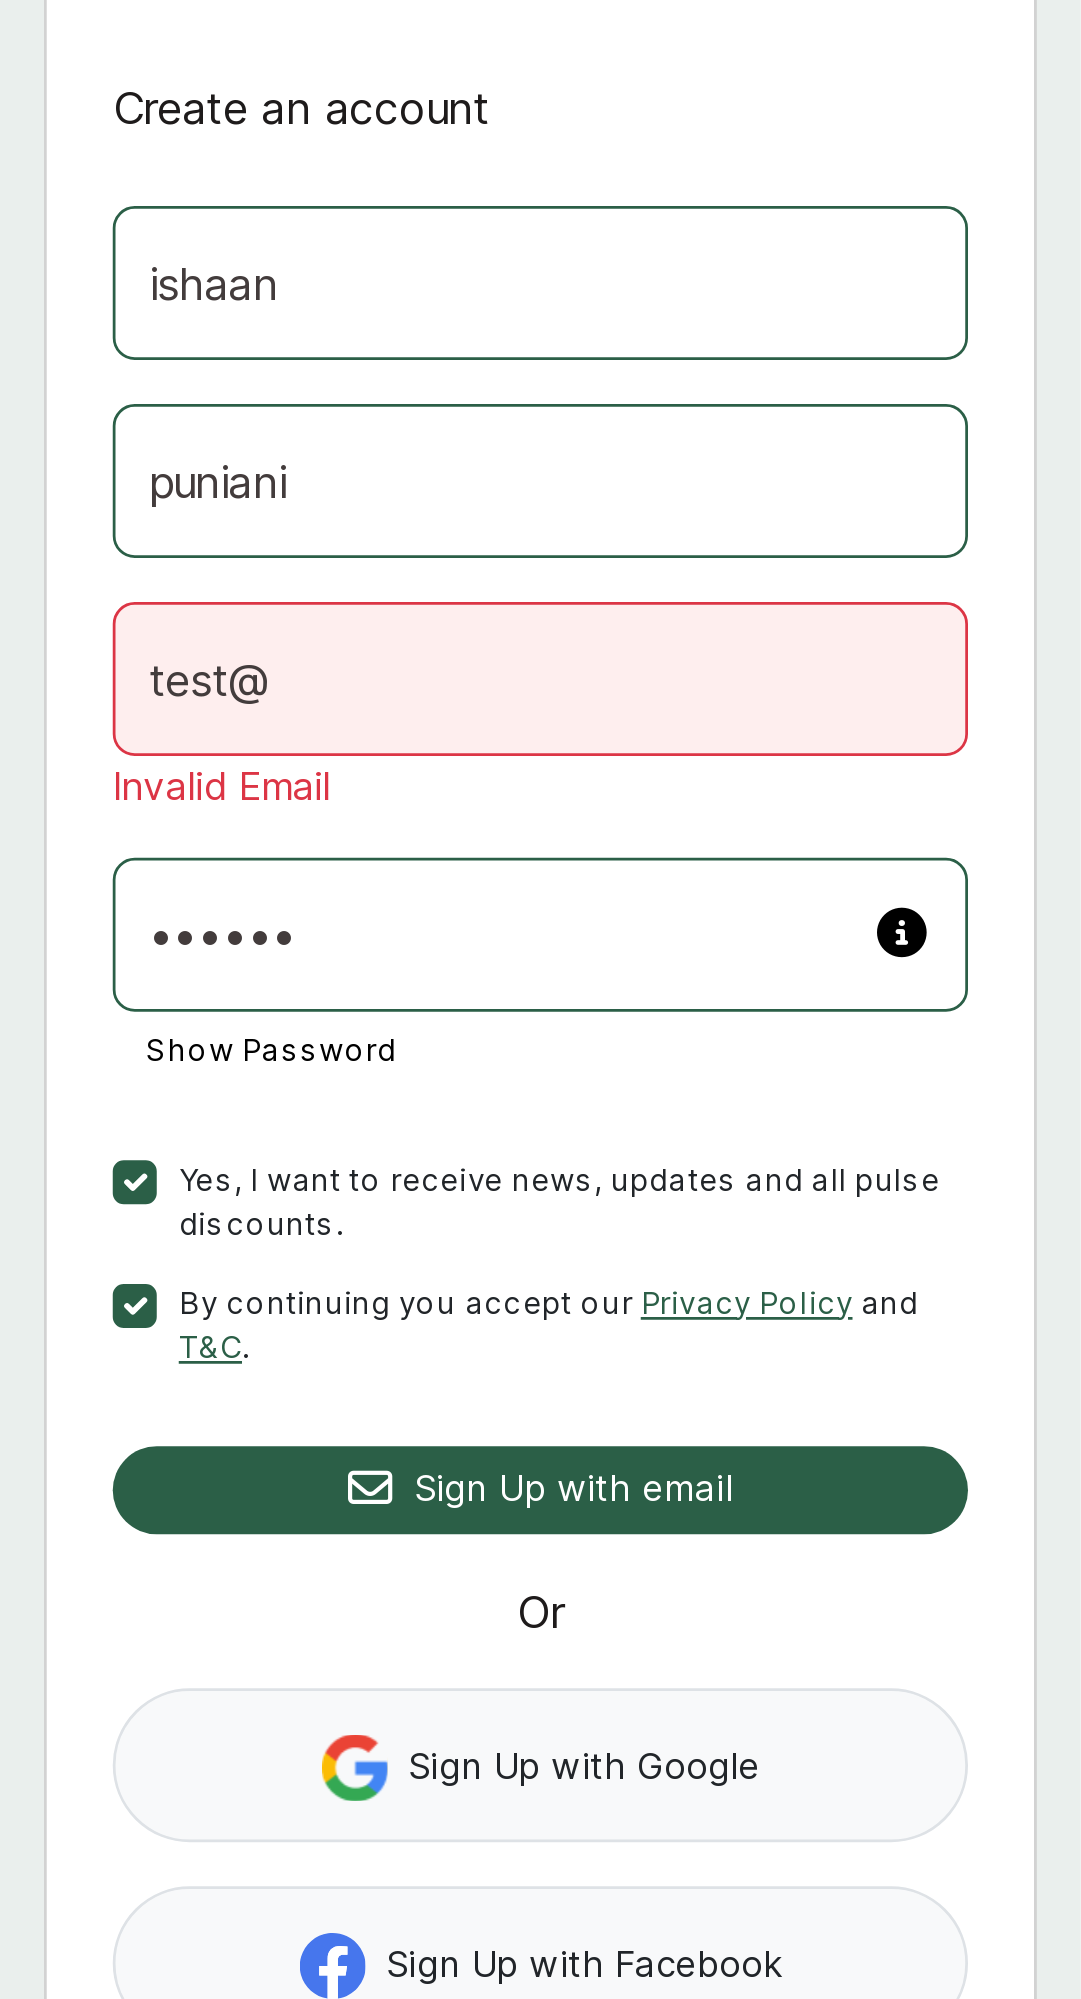 Create an account
ishaan
puniani
test@
Invalid Email
••••••
Show Password
Yes, I want to receive news, updates and all pulse
discounts.
By continuing you accept our Privacy Policy and
T&C.
Sign Up with email
Or
Sign Up with Google
Sign Up with Facebook